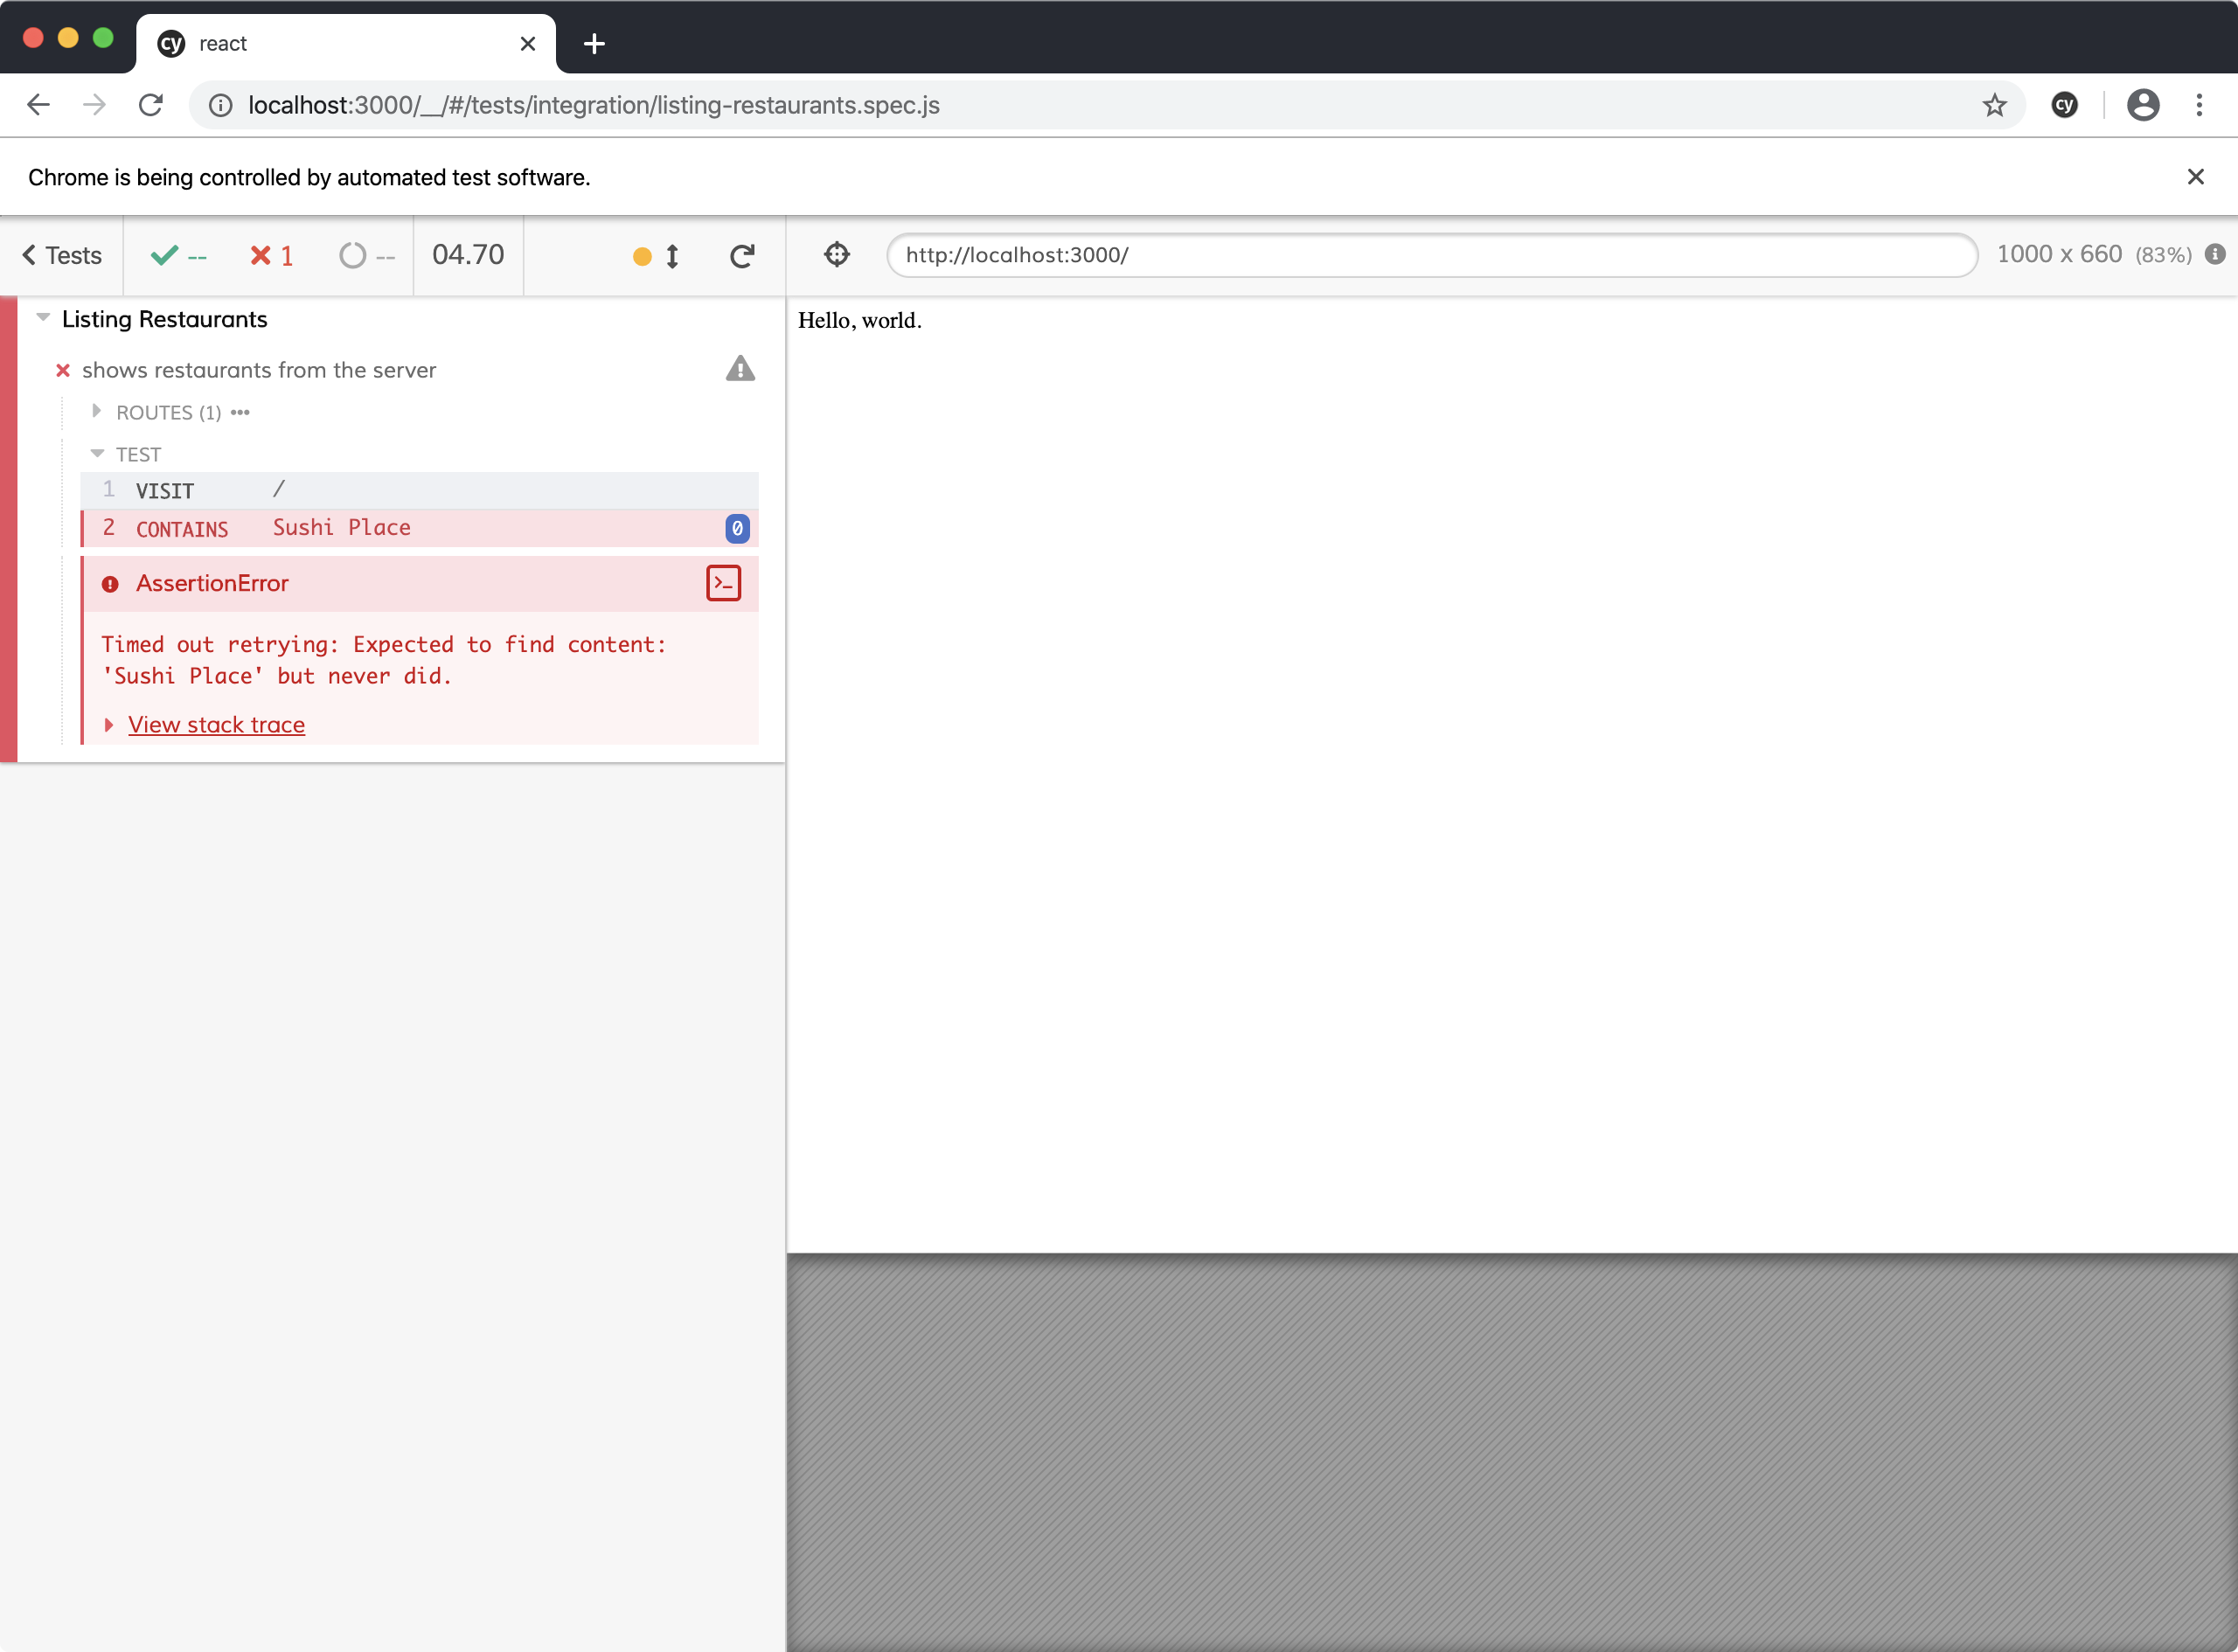 cy react
localhost:3000/__/#/tests/integration/listing-restaurants.spec.js cy
Chrome is being controlled by automated test software.
Tests -- 1 -- 04.70
http://localhost:3000/ 1000 x 660 (83%)
Listing Restaurants
shows restaurants from the server
ROUTES (1) •••
TEST
1 VISIT /
2 CONTAINS Sushi Place 0
AssertionError
Timed out retrying: Expected to find content:
'Sushi Place' but never did.
View stack trace
Hello, world.